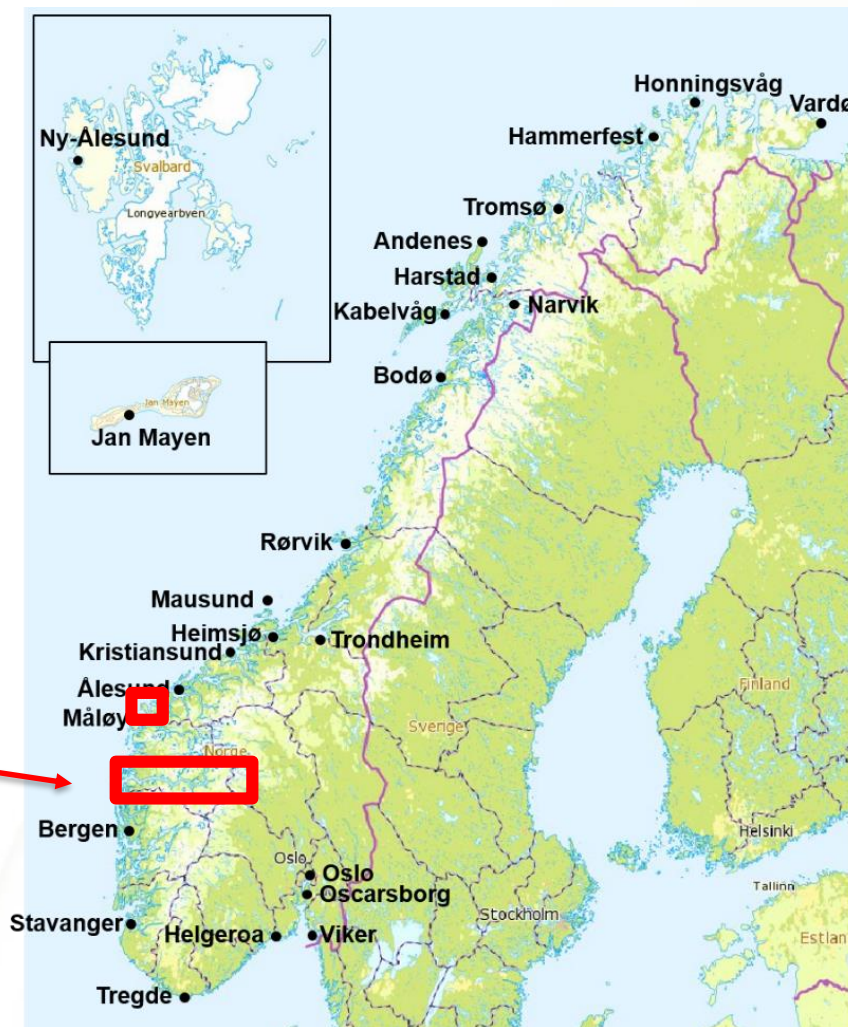 Honningsvåg
Vardø
Hammerfest
Ny-Ålesund
Svalbard
Longyearbyen
Tromsø
Andenes
Harstad
Kabelvåg
Narvik
Bodø
Jan Mayen
Jan Mayen
Rørvik
Mausund
Heimsjø
Trondheim
Kristiansund
Ålesund
Måløy
Finland
Sverige
Norge
Bergen
Helsinki
Oslo
Oslo
Oscarsborg
Tallinn
Stockholm
Stavanger
Helgeroa
Viker
Estlan
Tregde